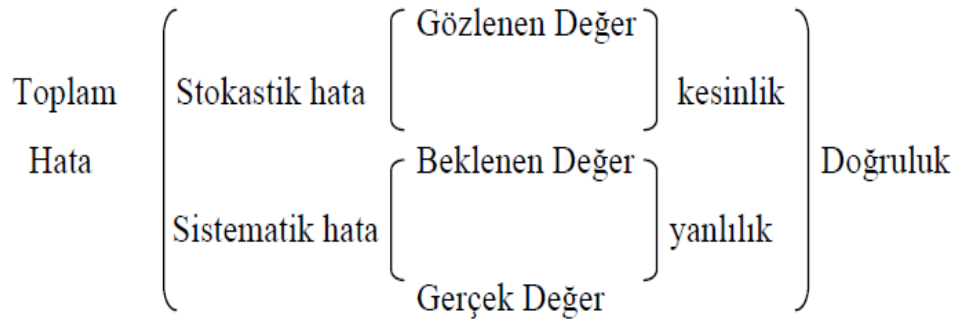 Gözlenen Değer
Toplam Stokastik hata kesinlik
Hata Beklenen Değer Doğruluk
Sistematik hata yanlılık
Gerçek Değer